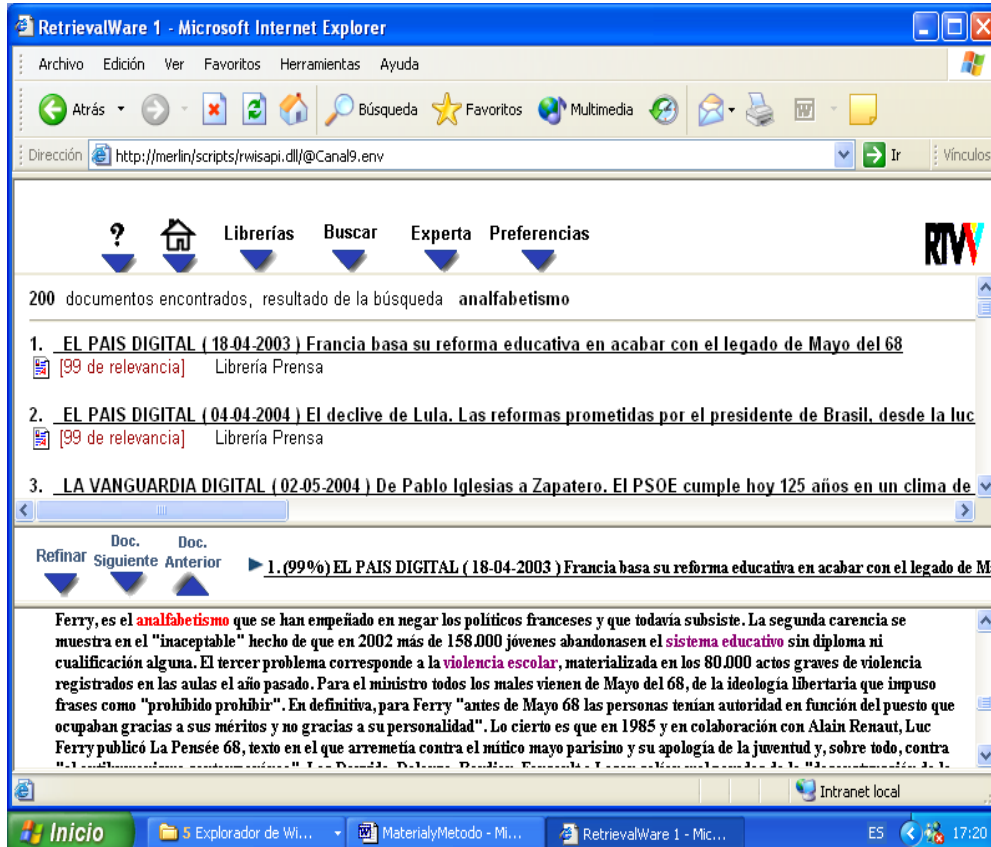 RetrievalWare 1 - Microsoft Internet Explorer
Archivo Edición Ver Favoritos Herramientas Ayuda
Atrás Búsqueda Favoritos Multimedia
Dirección http://merlin/scripts/rwisapi.dll/@Canal9.env Ir Vínculos
? Librerías Buscar Experta Preferencias
RTVV
200 documentos encontrados, resultado de la búsqueda analfabetismo
1. EL PAIS DIGITAL ( 18-04-2003 ) Francia basa su reforma educativa en acabar con el legado de Mayo del 68
[99 de relevancia] Librería Prensa
2. EL PAIS DIGITAL ( 04-04-2004 ) El declive de Lula. Las reformas prometidas por el presidente de Brasil, desde la luc
[99 de relevancia] Librería Prensa
3. LA VANGUARDIA DIGITAL ( 02-05-2004 ) De Pablo Iglesias a Zapatero. El PSOE cumple hoy 125 años en un clima de
Refinar Doc. Siguiente Doc. Anterior
1. (99%) EL PAIS DIGITAL ( 18-04-2003 ) Francia basa su reforma educativa en acabar con el legado de M
Ferry, es el analfabetismo que se han empeñado en negar los políticos franceses y que todavía subsiste. La segunda carencia se
muestra en el "inaceptable" hecho de que en 2002 más de 158.000 jóvenes abandonasen el sistema educativo sin diploma ni
cualificación alguna. El tercer problema corresponde a la violencia escolar, materializada en los 80.000 actos graves de violencia
registrados en las aulas el año pasado. Para el ministro todos los males vienen de Mayo del 68, de la ideología libertaria que impuso
frases como "prohibido prohibir". En definitiva, para Ferry "antes de Mayo 68 las personas tenían autoridad en función del puesto que
ocupaban gracias a sus méritos y no gracias a su personalidad". Lo cierto es que en 1985 y en colaboración con Alain Renaut, Luc
Ferry publicó La Pensée 68, texto en el que arremetía contra el mítico mayo parisino y su apología de la juventud y, sobre todo, contra
Intranet local
Inicio 5 Explorador de Wi... MaterialyMetodo - Mi... RetrievalWare 1 - Mic... ES 17:20